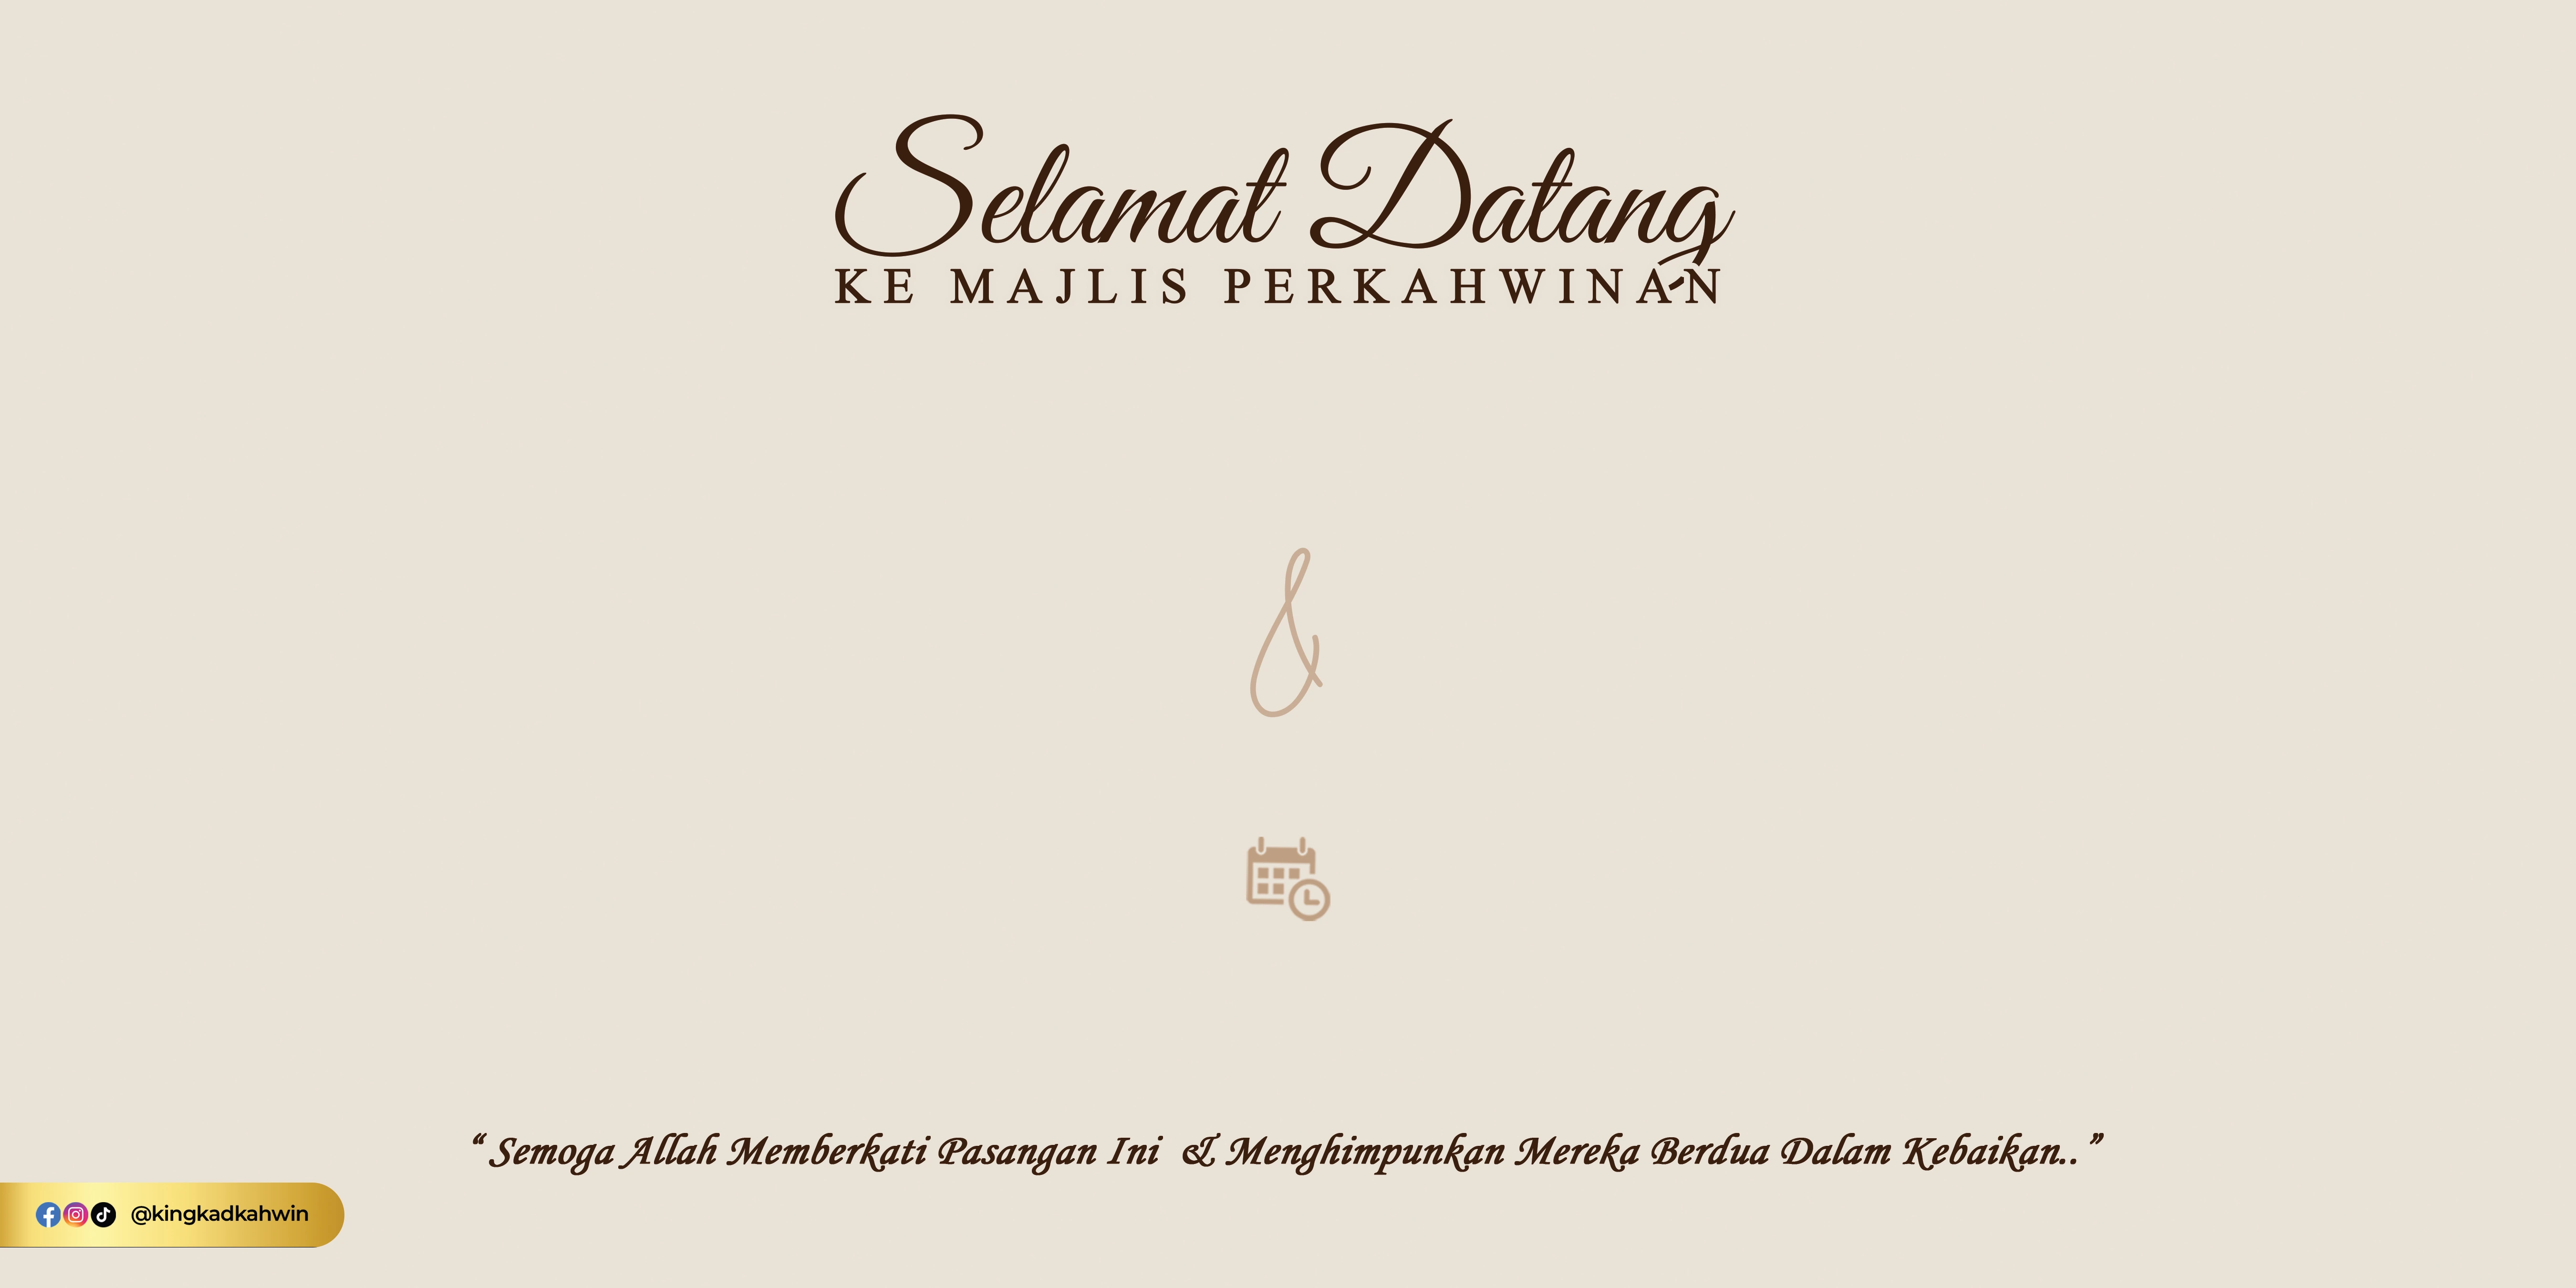 Selamat Datang
KE MAJLIS PERKAHWINAN
&
“ Semoga Allah Memberkati Pasangan Ini & Menghimpunkan Mereka Berdua Dalam Kebaikan.. ”
@kingkadkahwin